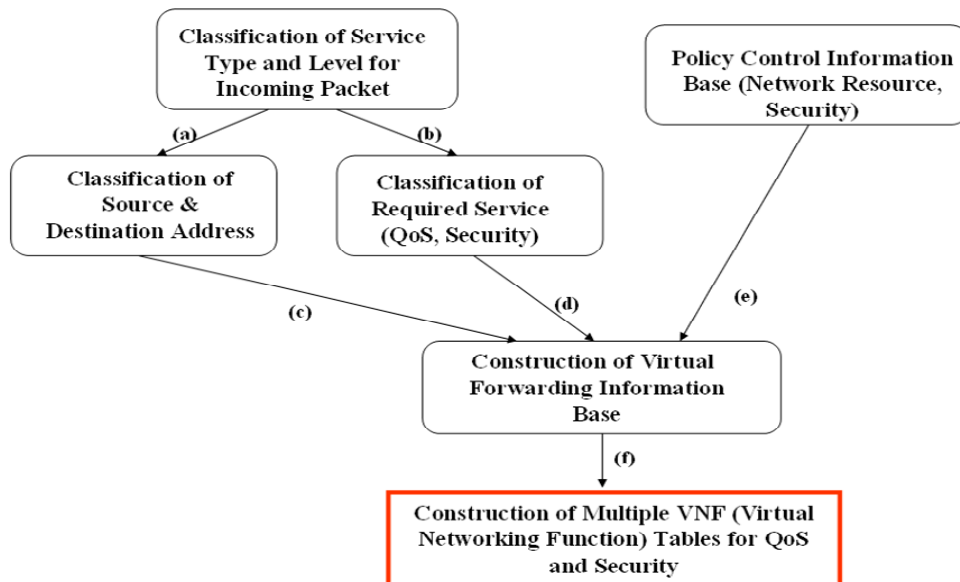 Classification of Service
Type and Level for
Incoming Packet
Policy Control Information
Base (Network Resource,
Security)
(a)
(b)
Classification of
Source &
Destination Address
Classification of
Required Service
(QoS, Security)
(c)
(d)
(e)
Construction of Virtual
Forwarding Information
Base
(f)
Construction of Multiple VNF (Virtual
Networking Function) Tables for QoS
and Security